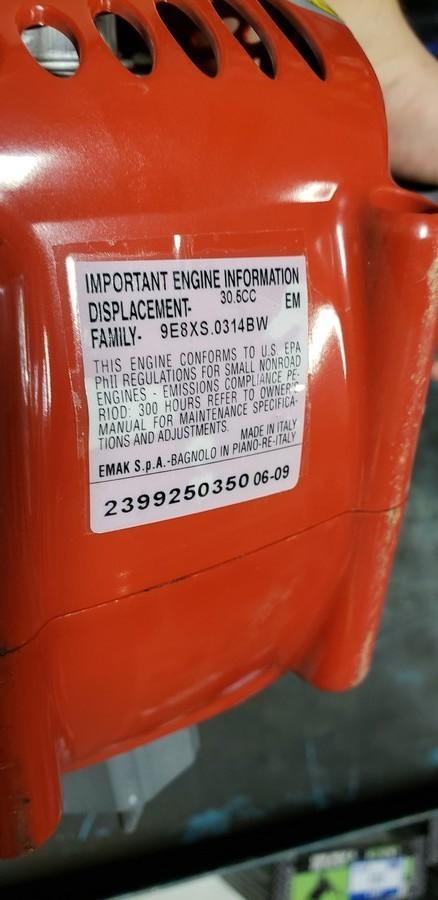 IMPORTANT ENGINE INFORMATION
DISPLACEMENT- 30.5CC EM
FAMILY- 9E8XS.0314BW
THIS ENGINE CONFORMS TO U.S. EPA
PhII REGULATIONS FOR SMALL NONROAD
ENGINES - EMISSIONS COMPLIANCE PE-
RIOD: 300 HOURS REFER TO OWNER'S
MANUAL FOR MAINTENANCE SPECIFICA-
TIONS AND ADJUSTMENTS. MADE IN ITALY
EMAK S.p.A.-BAGNOLO IN PIANO-RE-ITALY
2399250350 06-09